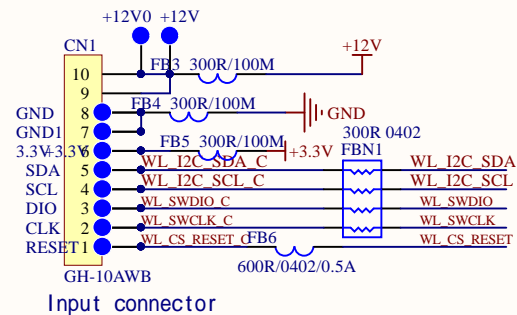 +12V0 +12V
CN1
+12V
10
FB3 300R/100M
9
FB4 300R/100M
GND 8
GND
GND1 7
FB5 300R/100M
300R 0402
3.3V+3.3V 6
+3.3V
FBN1
SDA 5 WL_I2C_SDA_C WL_I2C_SDA
SCL 4 WL_I2C_SCL_C WL_I2C_SCL
DIO 3 WL_SWDIO_C WL_SWDIO
CLK 2 WL_SWCLK_C WL_SWCLK
RESET 1 WL_CS_RESET_C FB6 WL_CS_RESET
600R/0402/0.5A
GH-10AWB
Input connector